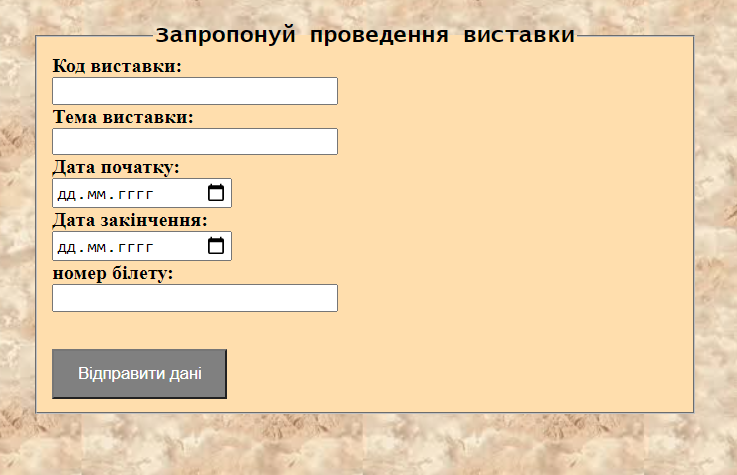 Запропонуй проведення виставки
Код виставки:
Тема виставки:
Дата початку:
дд.мм.гггг
Дата закінчення:
дд.мм.гггг
номер білету:
Відправити дані